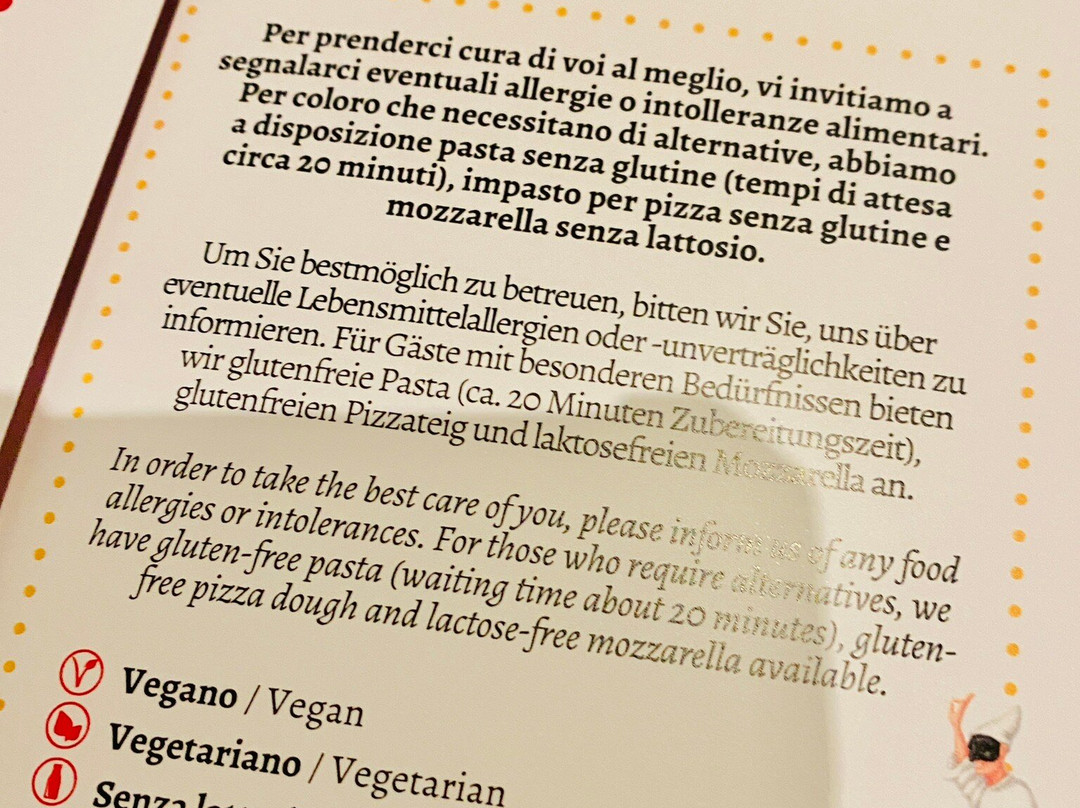 Per prenderci cura di voi al meglio, vi invitiamo a
segnalarci eventuali allergie o intolleranze alimentari.
Per coloro che necessitano di alternative, abbiamo
a disposizione pasta senza glutine (tempi di attesa
circa 20 minuti), impasto per pizza senza glutine e
mozzarella senza lattosio.
Um Sie bestmöglich zu betreuen, bitten wir Sie, uns über
eventuelle Lebensmittelallergien oder -unverträglichkeiten zu
informieren. Für Gäste mit besonderen Bedürfnissen bieten
wir glutenfreie Pasta (ca. 20 Minuten Zubereitungszeit),
glutenfreien Pizzateig und laktosefreien Mozzarella an.
In order to take the best care of you, please inform us of any food
allergies or intolerances. For those who require alternatives, we
have gluten-free pasta (waiting time about 20 minutes), gluten-
free pizza dough and lactose-free mozzarella available.
Vegano / Vegan
Vegetariano / Vegetarian
Senza